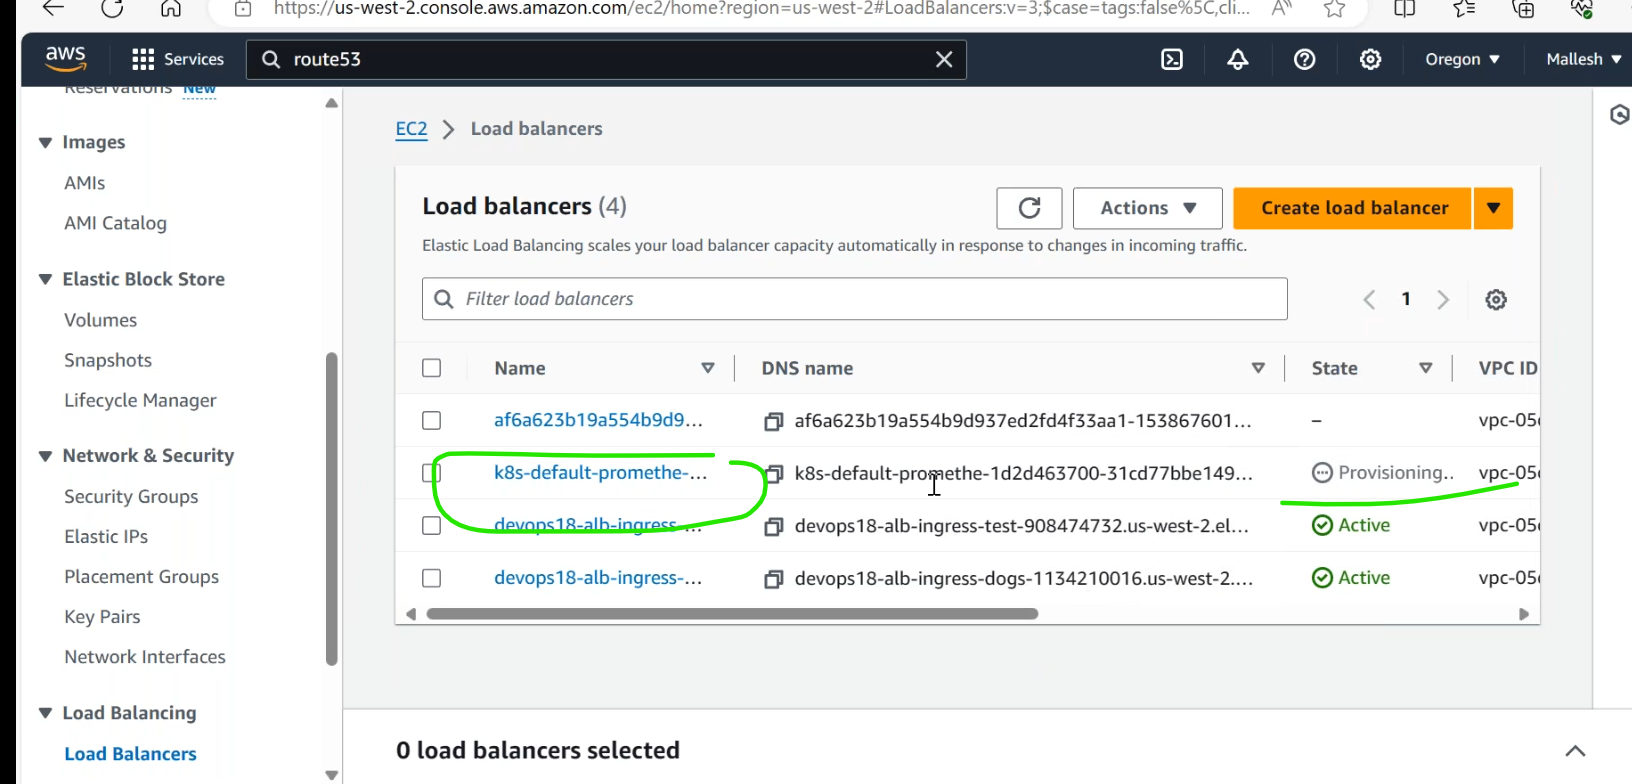 https://us-west-2.console.aws.amazon.com/ec2/home?region=us-west-2#LoadBalancers:v=3;$case=tags:false%5C,cli...
aws
Services
route53
Oregon
Mallesh
Reservations New
Images
AMIs
AMI Catalog
Elastic Block Store
Volumes
Snapshots
Lifecycle Manager
Network & Security
Security Groups
Elastic IPs
Placement Groups
Key Pairs
Network Interfaces
Load Balancing
Load Balancers
EC2 > Load balancers
Load balancers (4)
Actions
Create load balancer
Elastic Load Balancing scales your load balancer capacity automatically in response to changes in incoming traffic.
Filter load balancers
1
Name DNS name State VPC ID
af6a623b19a554b9d9... af6a623b19a554b9d937ed2fd4f33aa1-153867601... – vpc-05
k8s-default-promethe-... k8s-default-promethe-1d2d463700-31cd77bbe149... Provisioning.. vpc-05
devops18-alb-ingress-... devops18-alb-ingress-test-908474732.us-west-2.el... Active vpc-05
devops18-alb-ingress-... devops18-alb-ingress-dogs-1134210016.us-west-2.... Active vpc-05
0 load balancers selected